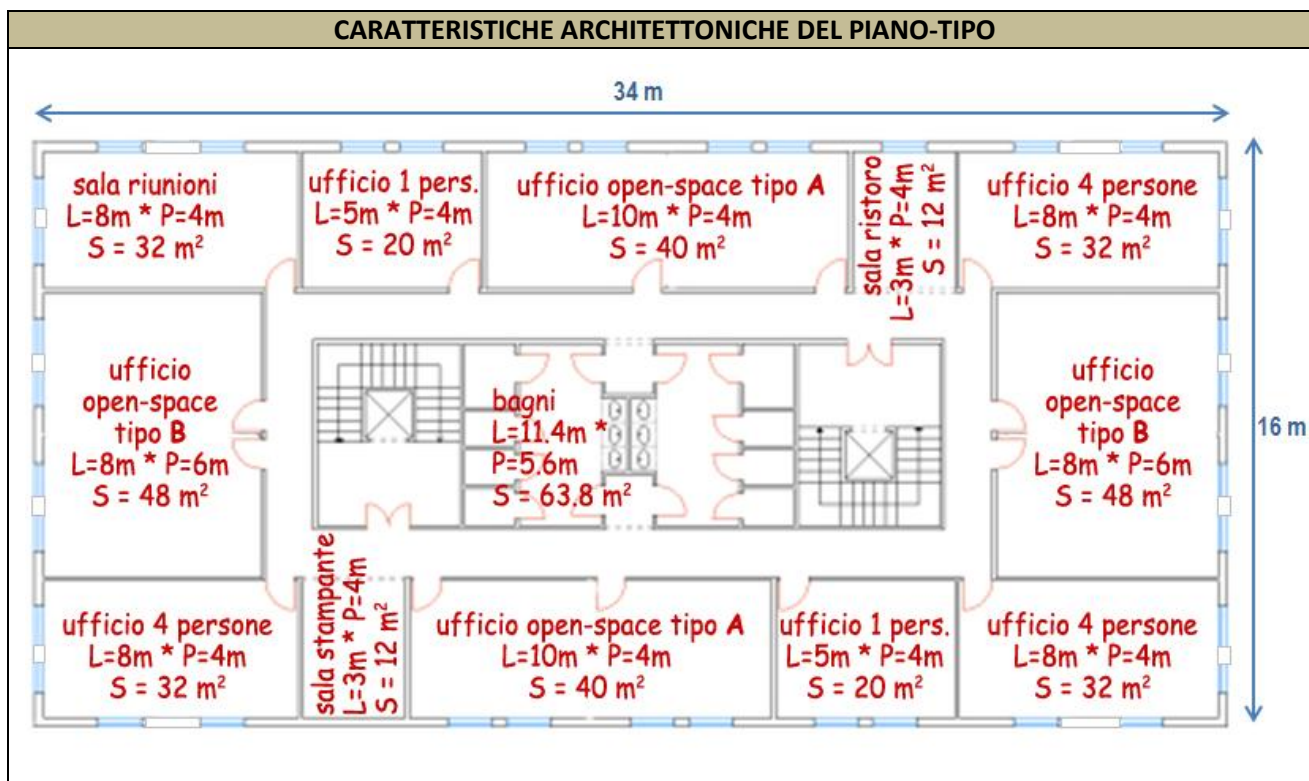 CARATTERISTICHE ARCHITETTONICHE DEL PIANO-TIPO
34 m
sala riunioni
L=8m * P=4m
S = 32 m²
ufficio 1 pers.
L=5m * P=4m
S = 20 m²
ufficio open-space tipo A
L=10m * P=4m
S = 40 m²
sala ristoro
L=3m * P=4m
S = 12 m²
ufficio 4 persone
L=8m * P=4m
S = 32 m²
ufficio
open-space
tipo B
L=8m * P=6m
S = 48 m²
bagni
L=11.4m *
P=5.6m
S = 63.8 m²
ufficio
open-space
tipo B
L=8m * P=6m
S = 48 m²
16 m
ufficio 4 persone
L=8m * P=4m
S = 32 m²
sala stampante
L=3m * P=4m
S = 12 m²
ufficio open-space tipo A
L=10m * P=4m
S = 40 m²
ufficio 1 pers.
L=5m * P=4m
S = 20 m²
ufficio 4 persone
L=8m * P=4m
S = 32 m²